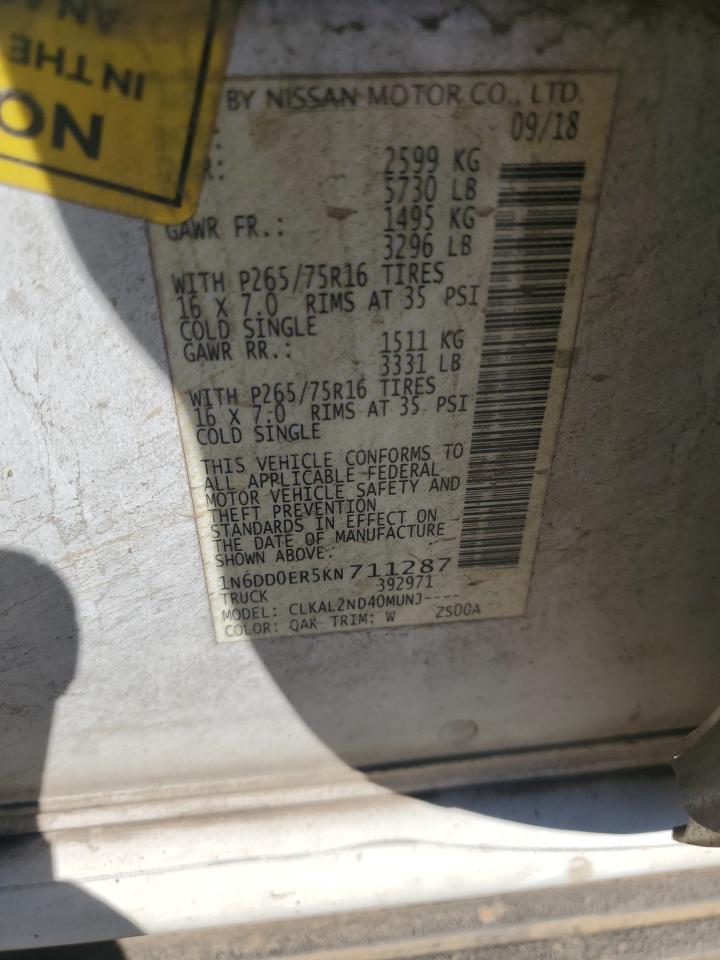 NO
IN THE
BY NISSAN MOTOR CO., LTD.
09/18
R: 2599 KG
5730 LB
GAWR FR.: 1495 KG
3296 LB
WITH P265/75R16 TIRES
16 X 7.0 RIMS AT 35 PSI
COLD SINGLE
GAWR RR.: 1511 KG
3331 LB
WITH P265/75R16 TIRES
16 X 7.0 RIMS AT 35 PSI
COLD SINGLE
THIS VEHICLE CONFORMS TO
ALL APPLICABLE FEDERAL
MOTOR VEHICLE SAFETY AND
THEFT PREVENTION
STANDARDS IN EFFECT ON
THE DATE OF MANUFACTURE
SHOWN ABOVE.
1N6DD0ER5KN711287
TRUCK 392971
MODEL: CLKAL2ND40MUNJ----
COLOR: QAK TRIM: W 2S00A